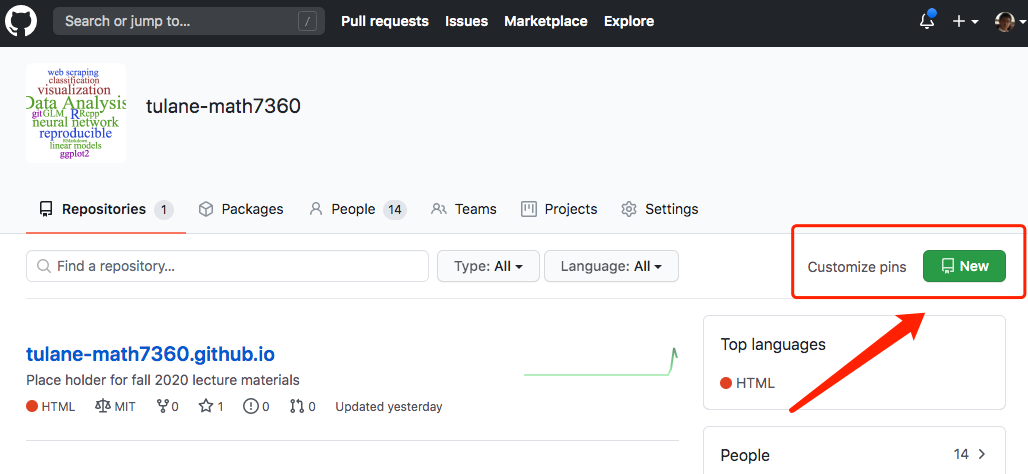 Search or jump to... /
Pull requests Issues Marketplace Explore
web scraping
classification
visualization
Data Analysis
git GLM R Rcpp
neural network
reproducible
RMarkdown
linear models
ggplot2
tulane-math7360
Repositories 1 Packages People 14 Teams Projects Settings
Find a repository... Type: All Language: All Customize pins New
tulane-math7360.github.io
Place holder for fall 2020 lecture materials
HTML MIT 0 1 0 0 Updated yesterday
Top languages
HTML
People 14